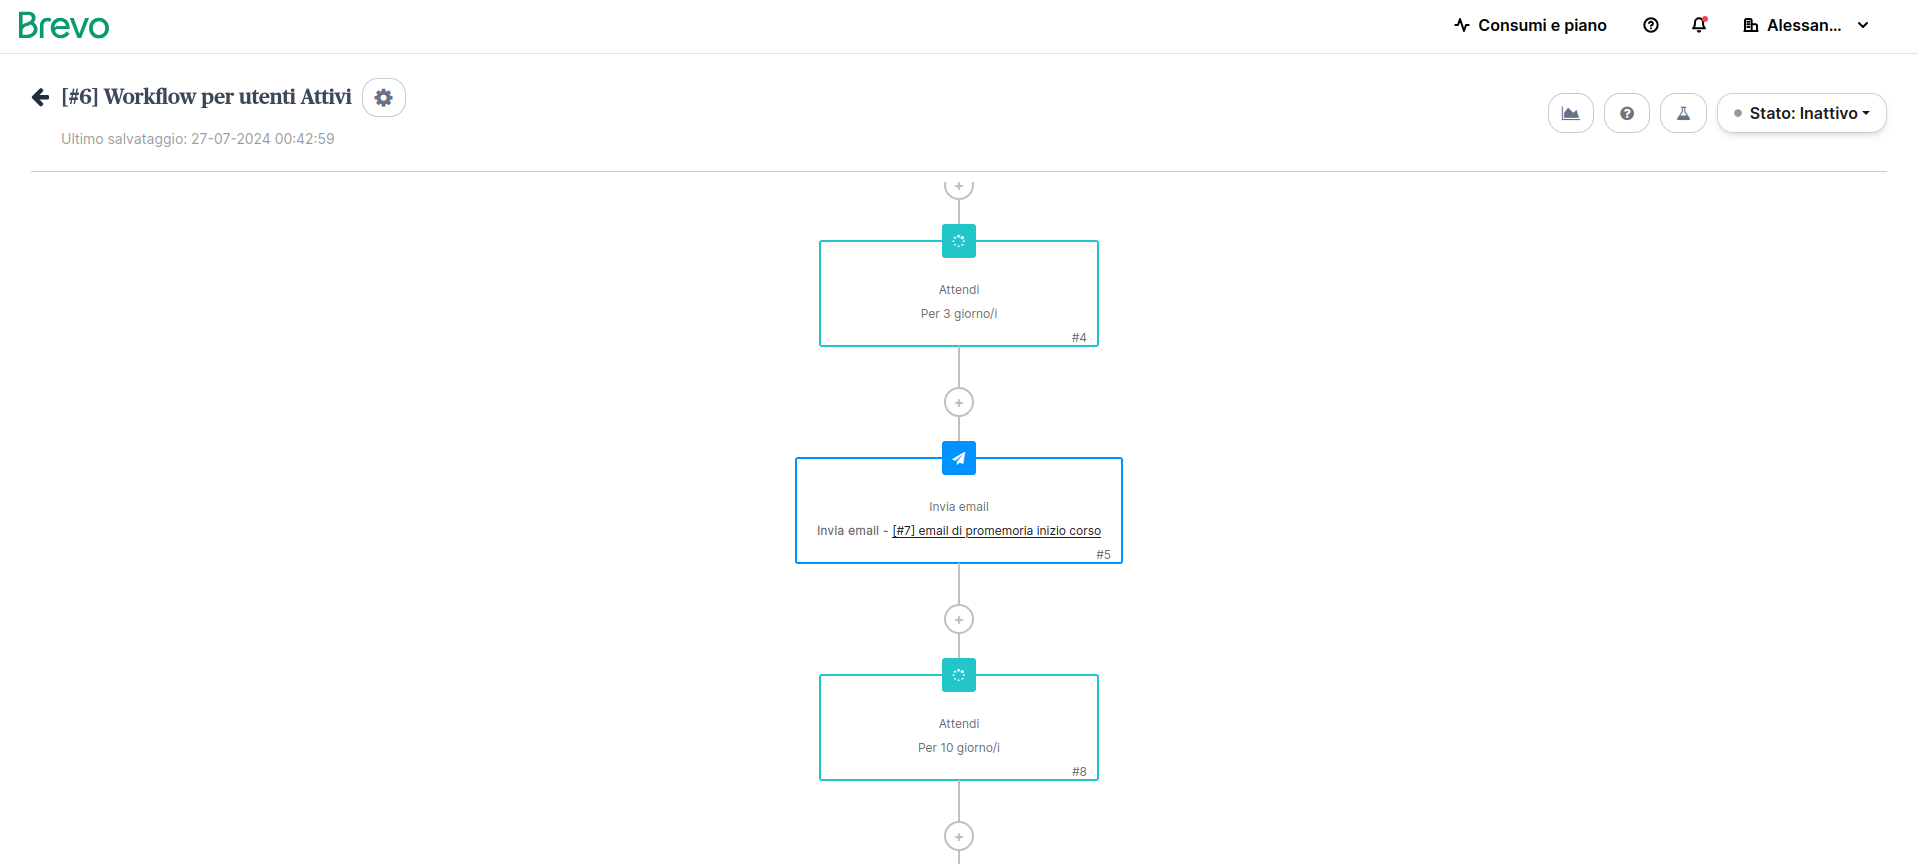 Brevo
Consumi e piano
Alessan...
[#6] Workflow per utenti Attivi
Ultimo salvataggio: 27-07-2024 00:42:59
Stato: Inattivo
Attendi
Per 3 giorno/i
#4
Invia email
Invia email - [#7] email di promemoria inizio corso
#5
Attendi
Per 10 giorno/i
#8